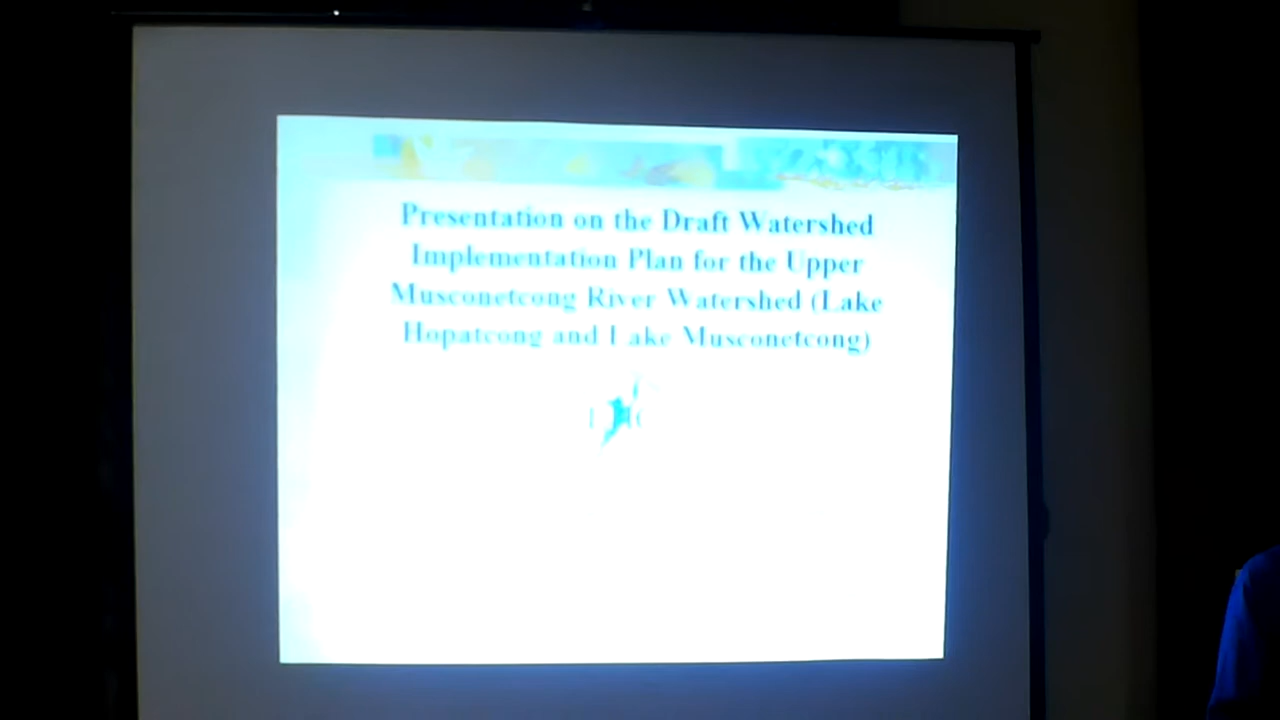 Presentation on the Draft Watershed
Implementation Plan for the Upper
Musconetcong River Watershed (Lake
Hopatcong and Lake Musconetcong)